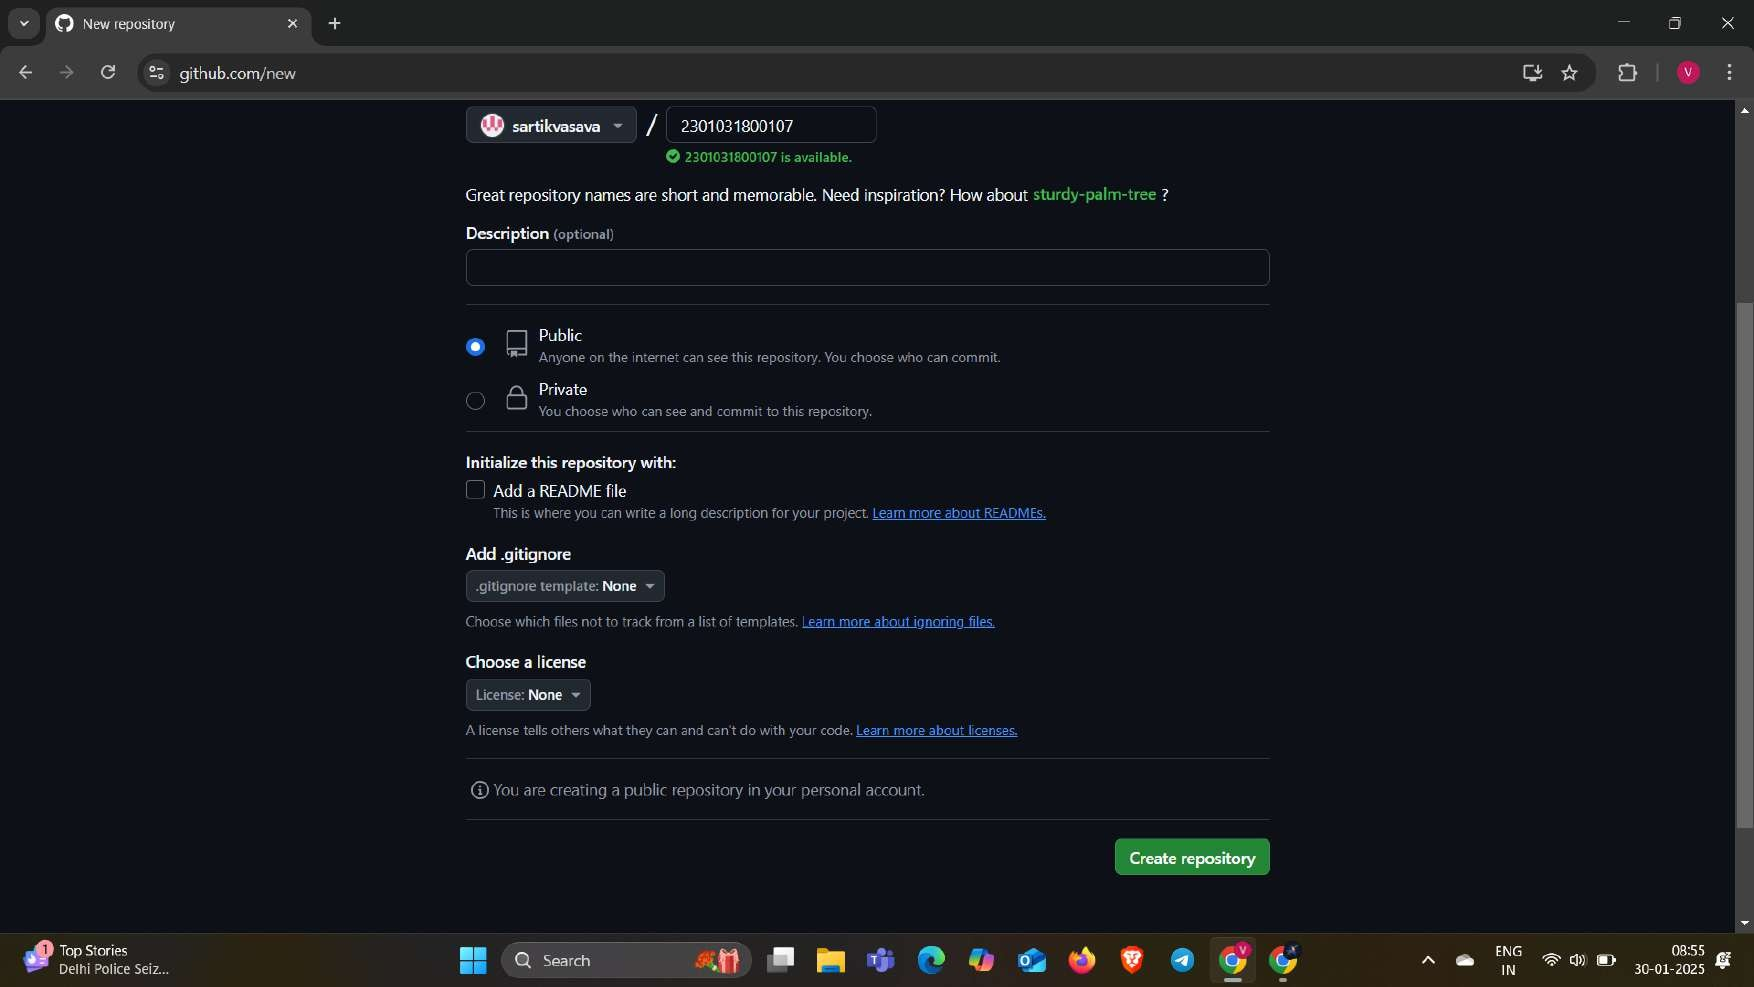 New repository
github.com/new
V
sartikvasava / 2301031800107
2301031800107 is available.
Great repository names are short and memorable. Need inspiration? How about sturdy-palm-tree ?
Description (optional)
Public
Anyone on the internet can see this repository. You choose who can commit.
Private
You choose who can see and commit to this repository.
Initialize this repository with:
Add a README file
This is where you can write a long description for your project. Learn more about READMEs.
Add .gitignore
.gitignore template: None
Choose which files not to track from a list of templates. Learn more about ignoring files.
Choose a license
License: None
A license tells others what they can and can't do with your code. Learn more about licenses.
You are creating a public repository in your personal account.
Create repository
1
Top Stories
Delhi Police Seiz...
Search
V
ENG
IN
08:55
30-01-2025